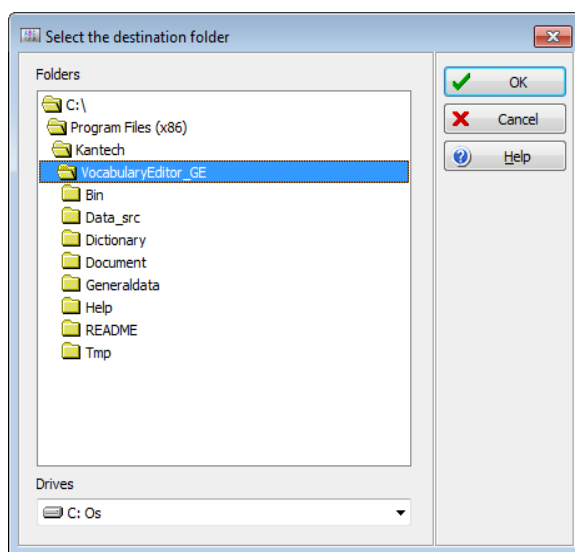 Select the destination folder
Folders
C:\
Program Files (x86)
Kantech
VocabularyEditor_GE
Bin
Data_src
Dictionary
Document
Generaldata
Help
README
Tmp
Drives
C: Os
OK
Cancel
Help